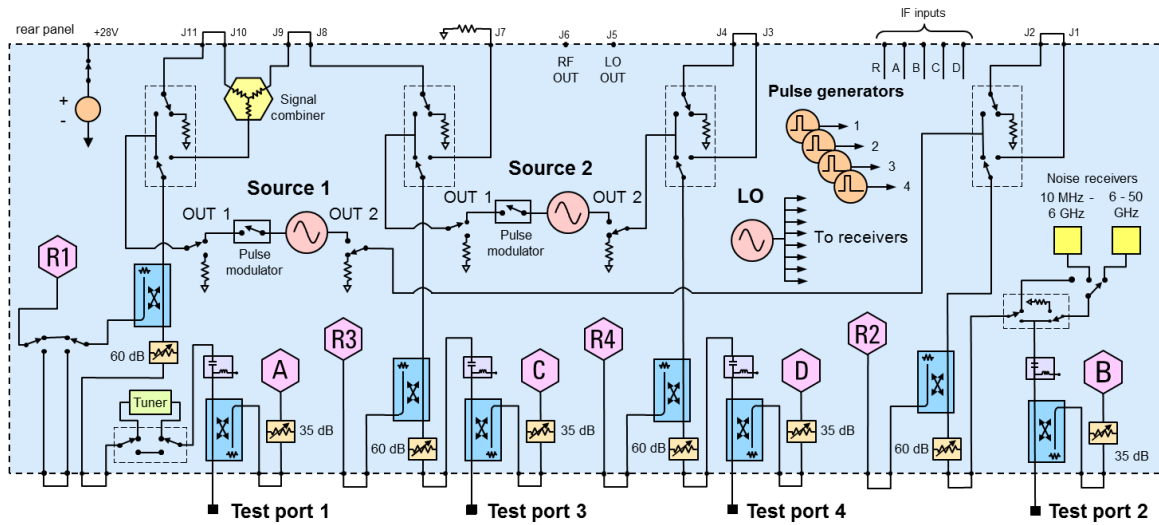 rear panel
+28V
J11
J10
J9
J8
J7
J6
J5
J4
J3
IF inputs
J2
J1
RF
OUT
LO
OUT
R
A
B
C
D
+
-
Signal
combiner
Pulse generators
1
2
3
4
Source 1
Source 2
OUT 1
OUT 2
OUT 1
OUT 2
Pulse
modulator
Pulse
modulator
LO
To receivers
Noise receivers
10 MHz -
6 GHz
6 - 50
GHz
R1
R3
R4
R2
60 dB
A
C
D
B
Tuner
35 dB
60 dB
35 dB
60 dB
35 dB
60 dB
35 dB
Test port 1
Test port 3
Test port 4
Test port 2